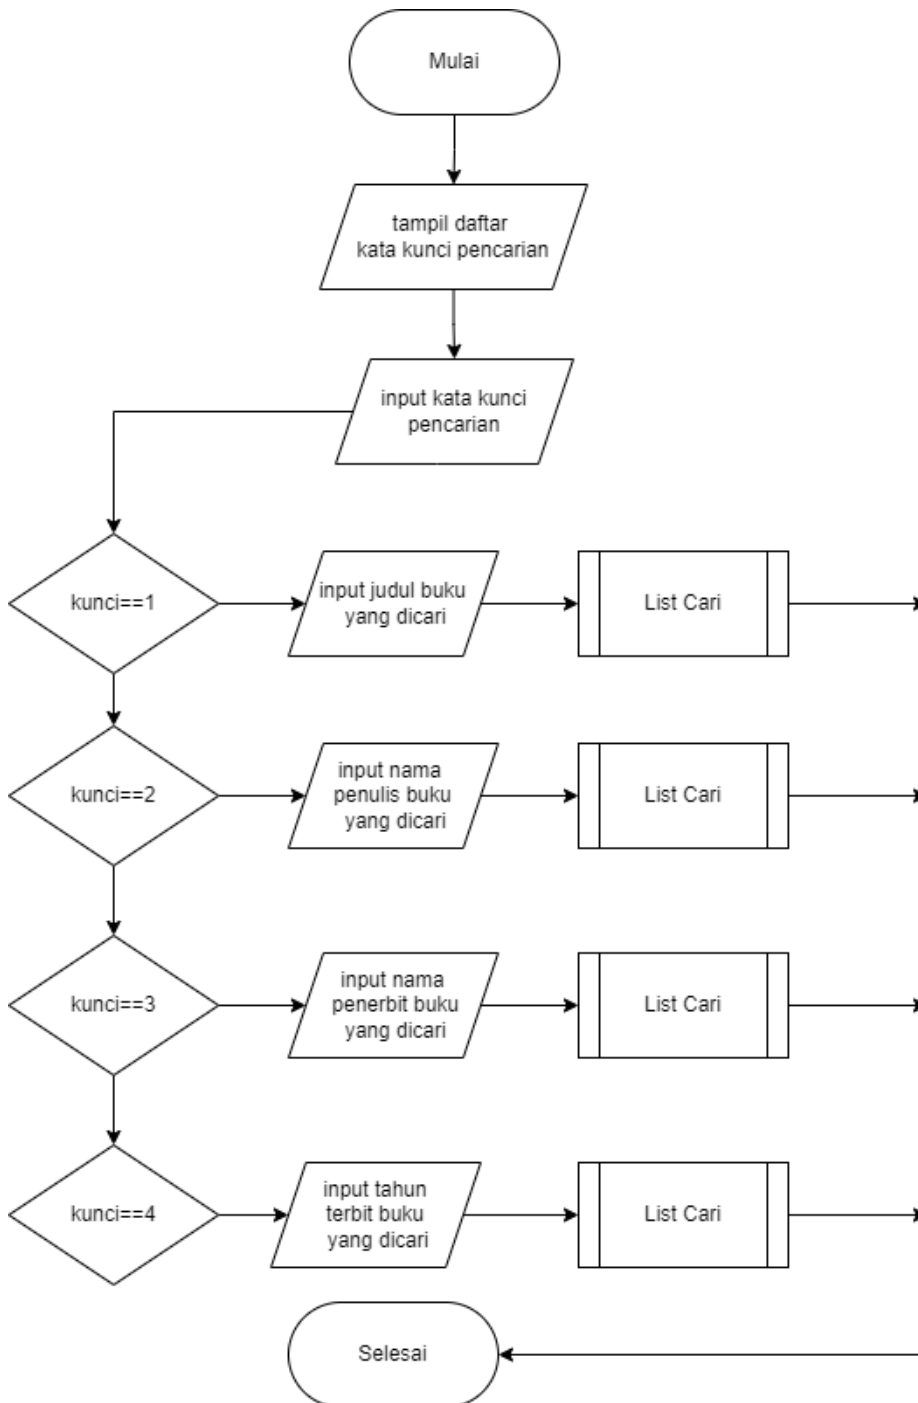 Mulai
tampil daftar
kata kunci pencarian
input kata kunci
pencarian
kunci==1
input judul buku
yang dicari
List Cari
kunci==2
input nama
penulis buku
yang dicari
List Cari
kunci==3
input nama
penerbit buku
yang dicari
List Cari
kunci==4
input tahun
terbit buku
yang dicari
List Cari
Selesai